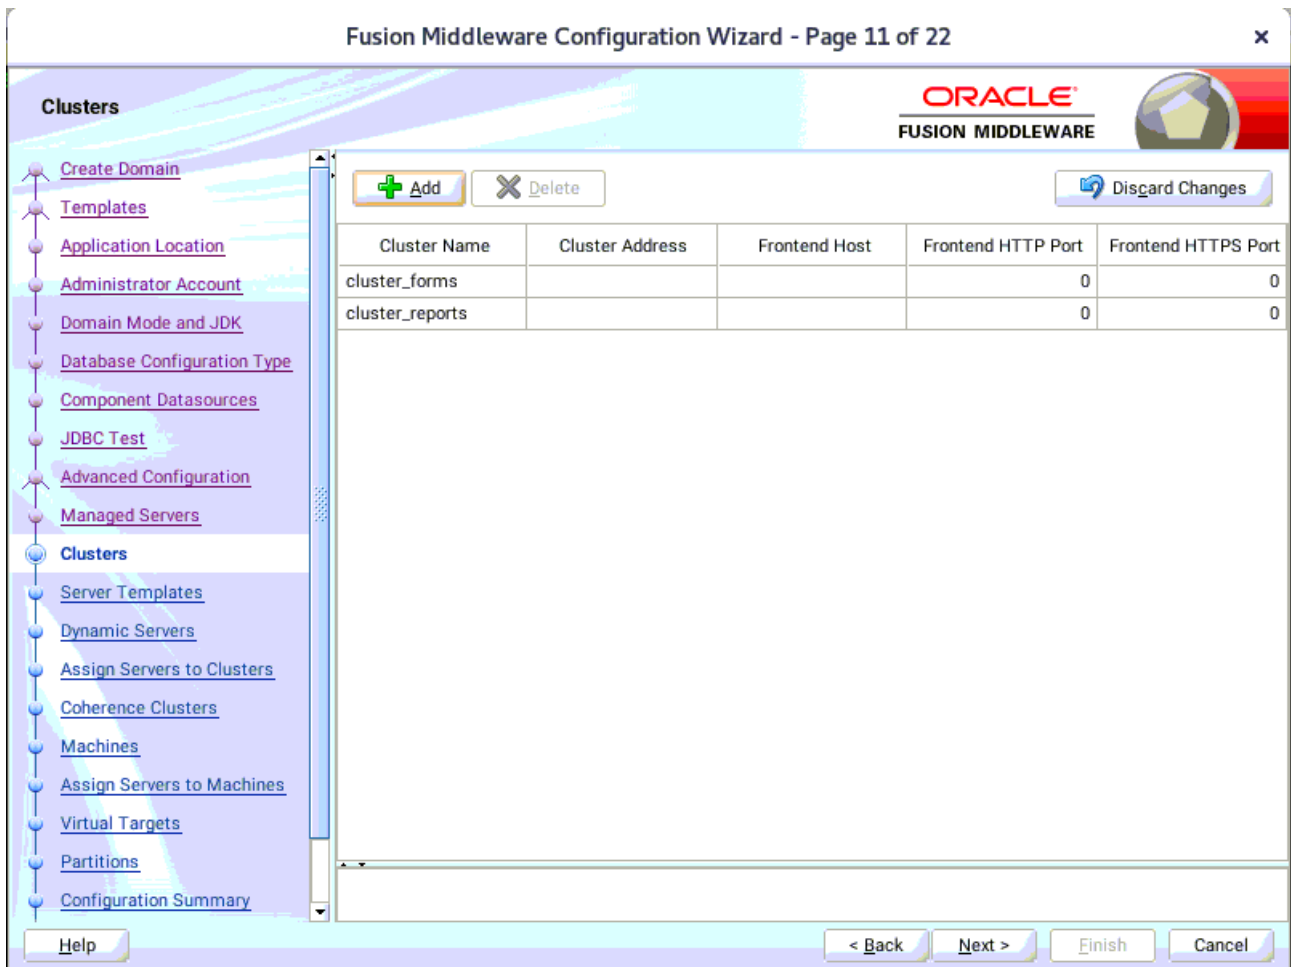 Fusion Middleware Configuration Wizard - Page 11 of 22
Clusters
ORACLE
FUSION MIDDLEWARE
Create Domain
Templates
Application Location
Administrator Account
Domain Mode and JDK
Database Configuration Type
Component Datasources
JDBC Test
Advanced Configuration
Managed Servers
Clusters
Server Templates
Dynamic Servers
Assign Servers to Clusters
Coherence Clusters
Machines
Assign Servers to Machines
Virtual Targets
Partitions
Configuration Summary
Add Delete Discard Changes
Cluster Name Cluster Address Frontend Host Frontend HTTP Port Frontend HTTPS Port
cluster_forms 0 0
cluster_reports 0 0
Help < Back Next > Finish Cancel